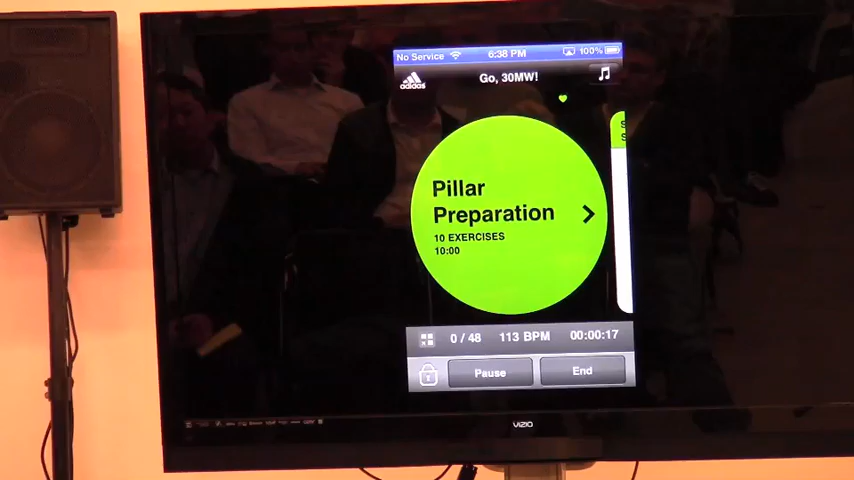 No Service 6:38 PM 100%
adidas Go, 30MW!
Pillar
Preparation
10 EXERCISES
10:00
0 / 48 113 BPM 00:00:17
Pause End
VIZIO